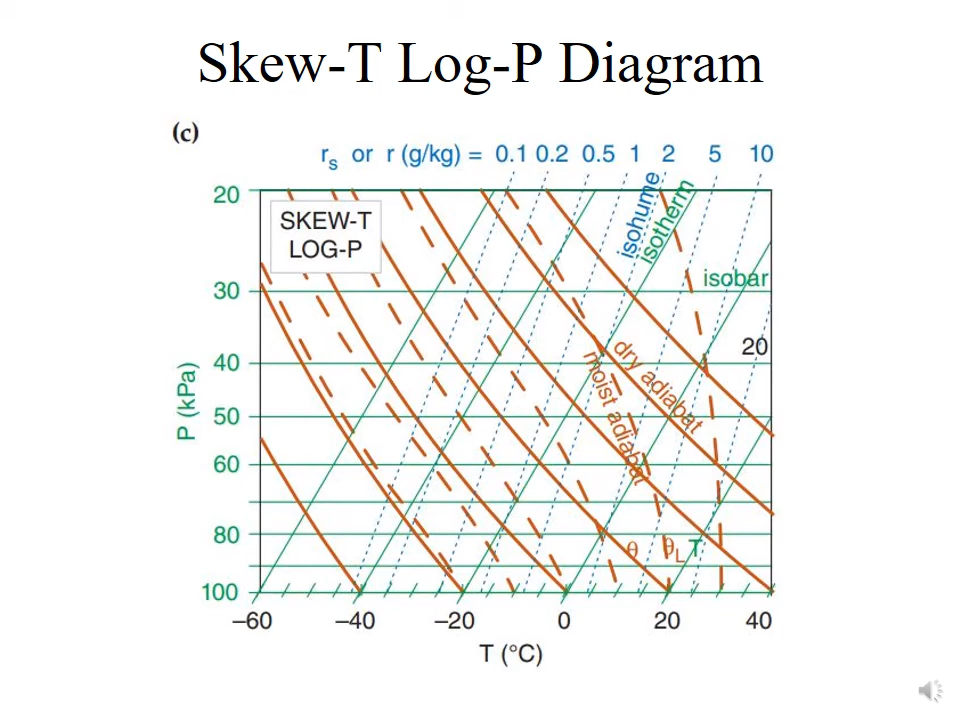 Skew-T Log-P Diagram
(c)
rs or r (g/kg) = 0.1 0.2 0.5 1 2 5 10
SKEW-T
LOG-P
isohume
isotherm
isobar
20
dry adiabat
moist adiabat
θ
θL
T
P (kPa)
20
30
40
50
60
80
100
–60 –40 –20 0 20 40
T (°C)